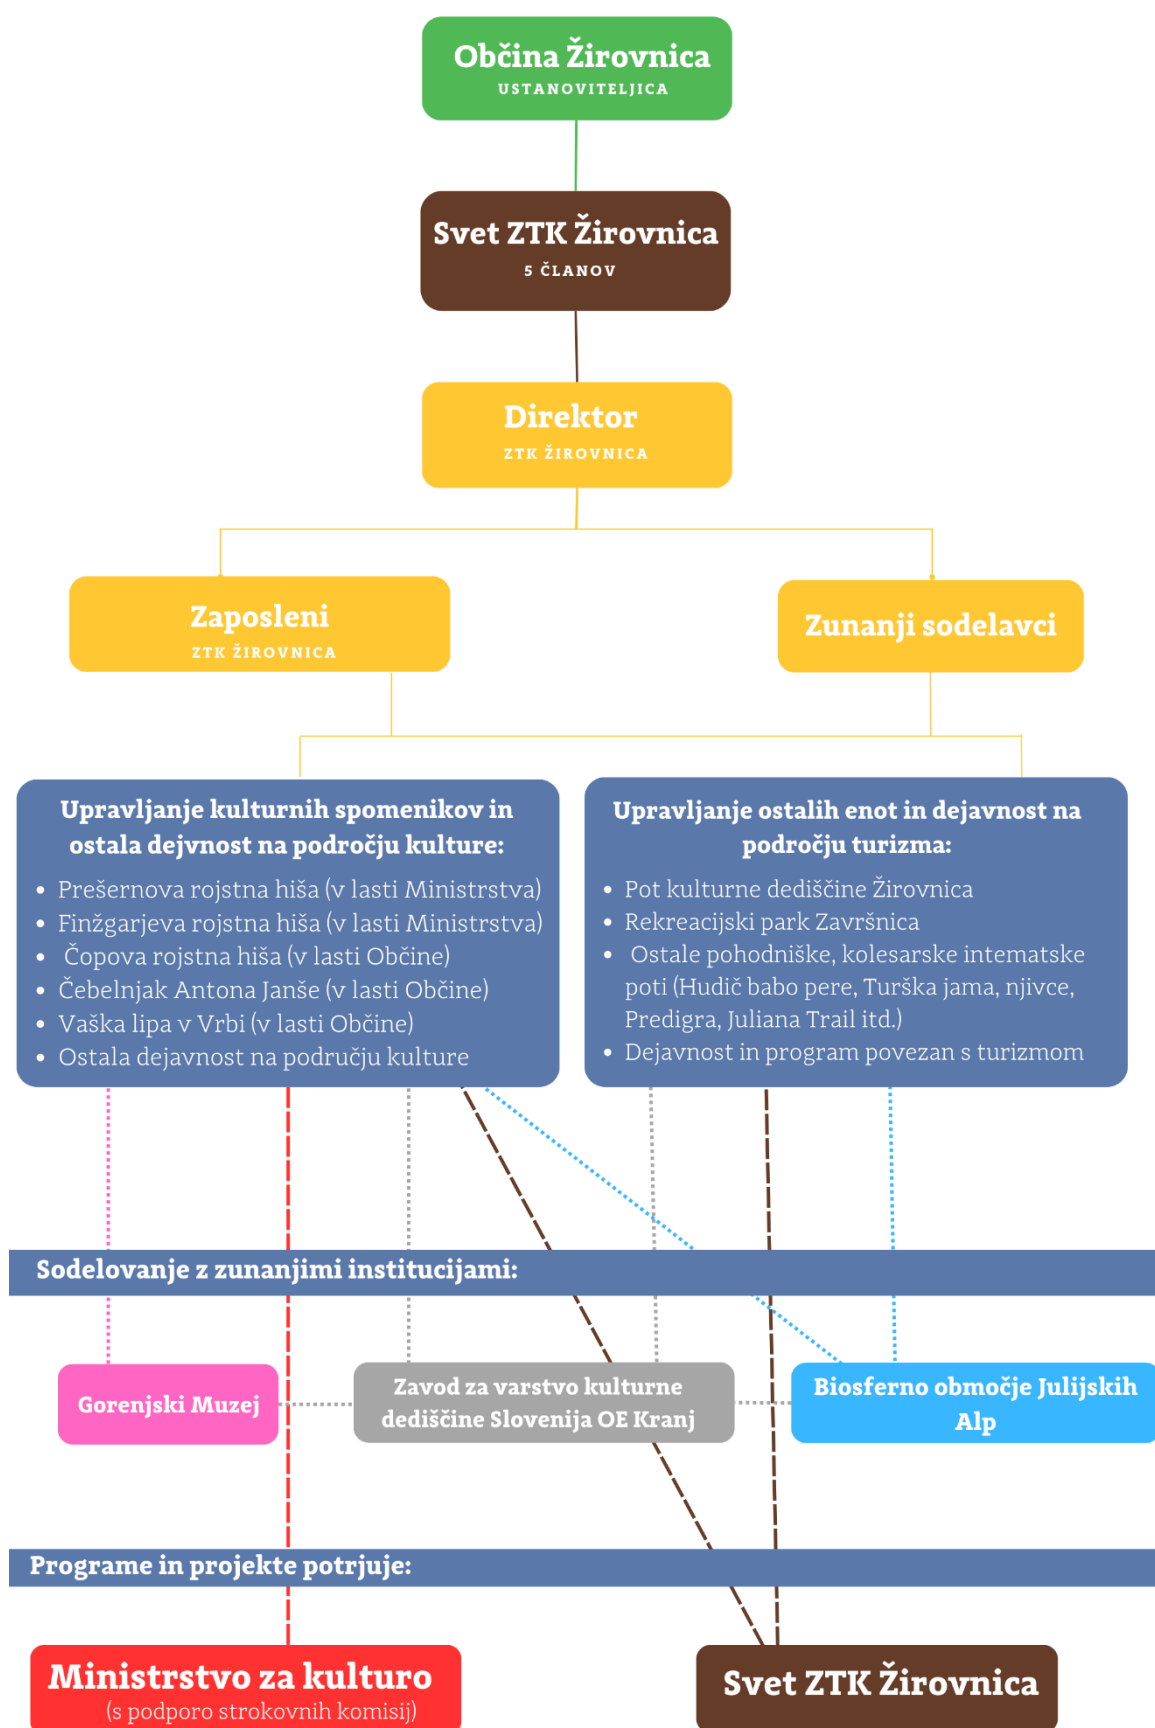 Občina Žirovnica
USTANOVITELJICA
Svet ZTK Žirovnica
5 ČLANOV
Direktor
ZTK ŽIROVNICA
Zaposleni
ZTK ŽIROVNICA
Zunanji sodelavci
Upravljanje kulturnih spomenikov in
ostala dejvnost na področju kulture:
• Prešernova rojstna hiša (v lasti Ministrstva)
• Finžgarjeva rojstna hiša (v lasti Ministrstva)
• Čopova rojstna hiša (v lasti Občine)
• Čebelnjak Antona Janše (v lasti Občine)
• Vaška lipa v Vrbi (v lasti Občine)
• Ostala dejavnost na področju kulture
Upravljanje ostalih enot in dejavnost na
področju turizma:
• Pot kulturne dediščine Žirovnica
• Rekreacijski park Završnica
• Ostale pohodniške, kolesarske intematske
poti (Hudič babo pere, Turška jama, njivce,
Predigra, Juliana Trail itd.)
• Dejavnost in program povezan s turizmom
Sodelovanje z zunanjimi institucijami:
Gorenjski Muzej
Zavod za varstvo kulturne
dediščine Slovenija OE Kranj
Biosferno območje Julijskih
Alp
Programe in projekte potrjuje:
Ministrstvo za kulturo
(s podporo strokovnih komisij)
Svet ZTK Žirovnica